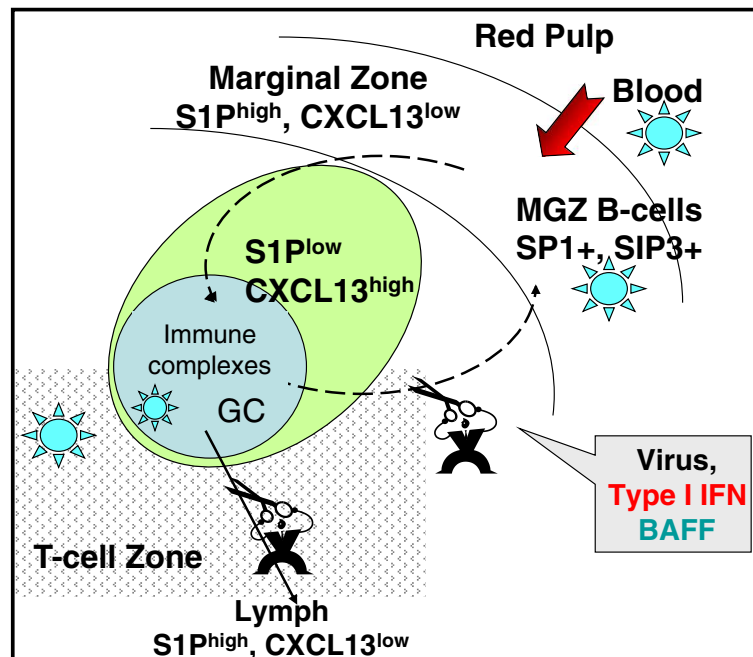 Red Pulp
Marginal Zone
S1Phigh, CXCL13low
Blood
MGZ B-cells
SP1+, SIP3+
S1Plow
CXCL13high
Immune
complexes
GC
Virus,
Type I IFN
BAFF
T-cell Zone
Lymph
S1Phigh, CXCL13low